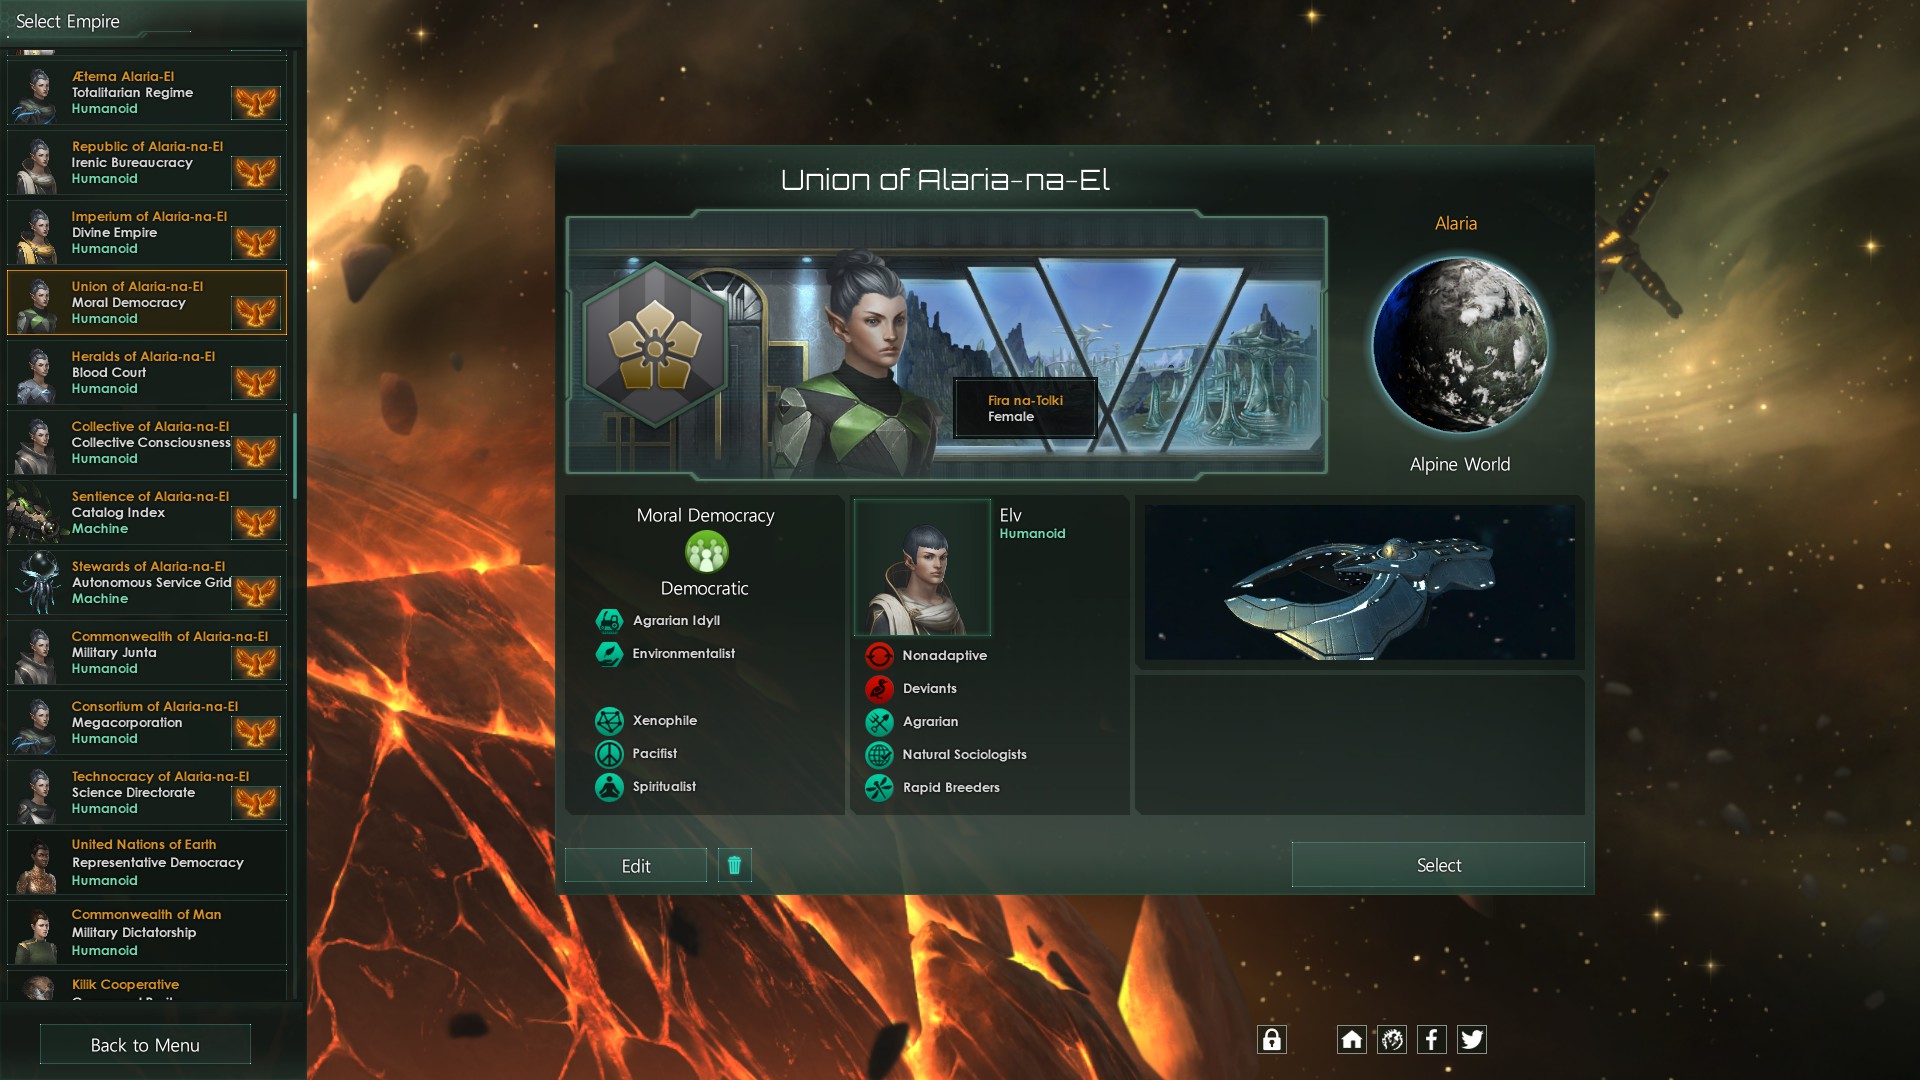 Select Empire
Æterna Alaria-El
Totalitarian Regime
Humanoid
Republic of Alaria-na-El
Irenic Bureaucracy
Humanoid
Imperium of Alaria-na-El
Divine Empire
Humanoid
Union of Alaria-na-El
Moral Democracy
Humanoid
Heralds of Alaria-na-El
Blood Court
Humanoid
Collective of Alaria-na-El
Collective Consciousness
Humanoid
Sentience of Alaria-na-El
Catalog Index
Machine
Stewards of Alaria-na-El
Autonomous Service Grid
Machine
Commonwealth of Alaria-na-El
Military Junta
Humanoid
Consortium of Alaria-na-El
Megacorporation
Humanoid
Technocracy of Alaria-na-El
Science Directorate
Humanoid
United Nations of Earth
Representative Democracy
Humanoid
Commonwealth of Man
Military Dictatorship
Humanoid
Kilik Cooperative
Back to Menu
Union of Alaria-na-El
Fira na-Tolki
Female
Alaria
Alpine World
Moral Democracy
Democratic
Agrarian Idyll
Environmentalist
Xenophile
Pacifist
Spiritualist
Elv
Humanoid
Nonadaptive
Deviants
Agrarian
Natural Sociologists
Rapid Breeders
Edit
Select